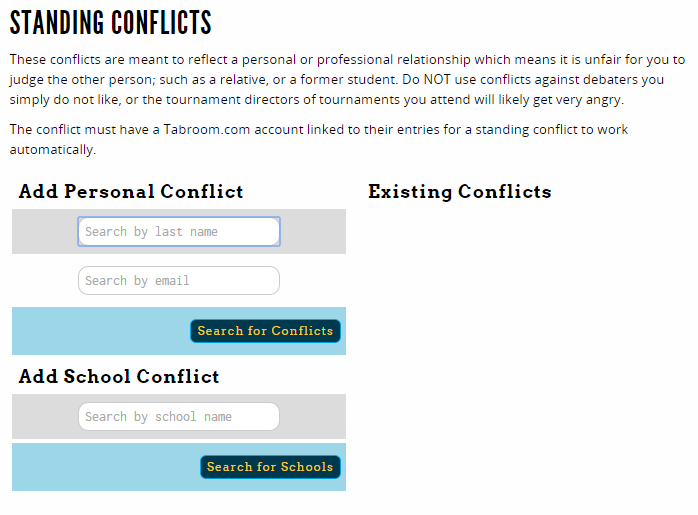 STANDING CONFLICTS
These conflicts are meant to reflect a personal or professional relationship which means it is unfair for you to
judge the other person; such as a relative, or a former student. Do NOT use conflicts against debaters you
simply do not like, or the tournament directors of tournaments you attend will likely get very angry.
The conflict must have a Tabroom.com account linked to their entries for a standing conflict to work
automatically.
Add Personal Conflict
Search by last name
Search by email
Search for Conflicts
Add School Conflict
Search by school name
Search for Schools
Existing Conflicts